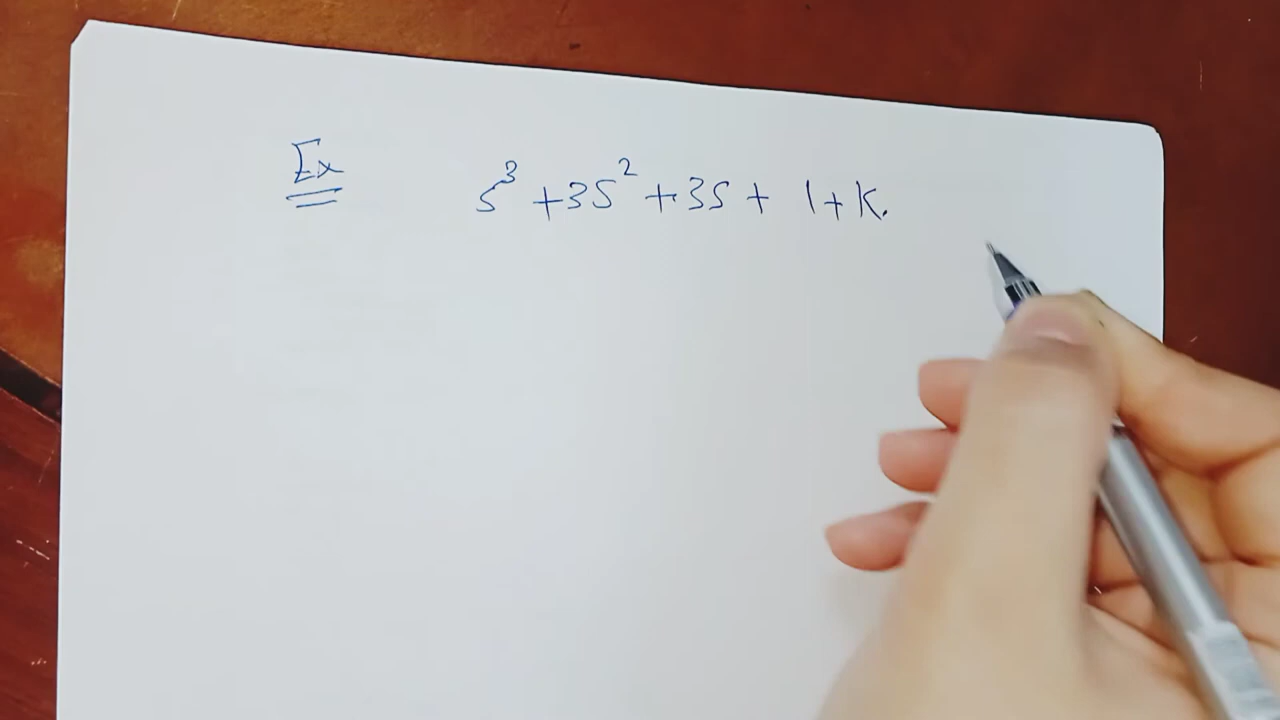 Ex s³ + 3s² + 3s + 1 + K.